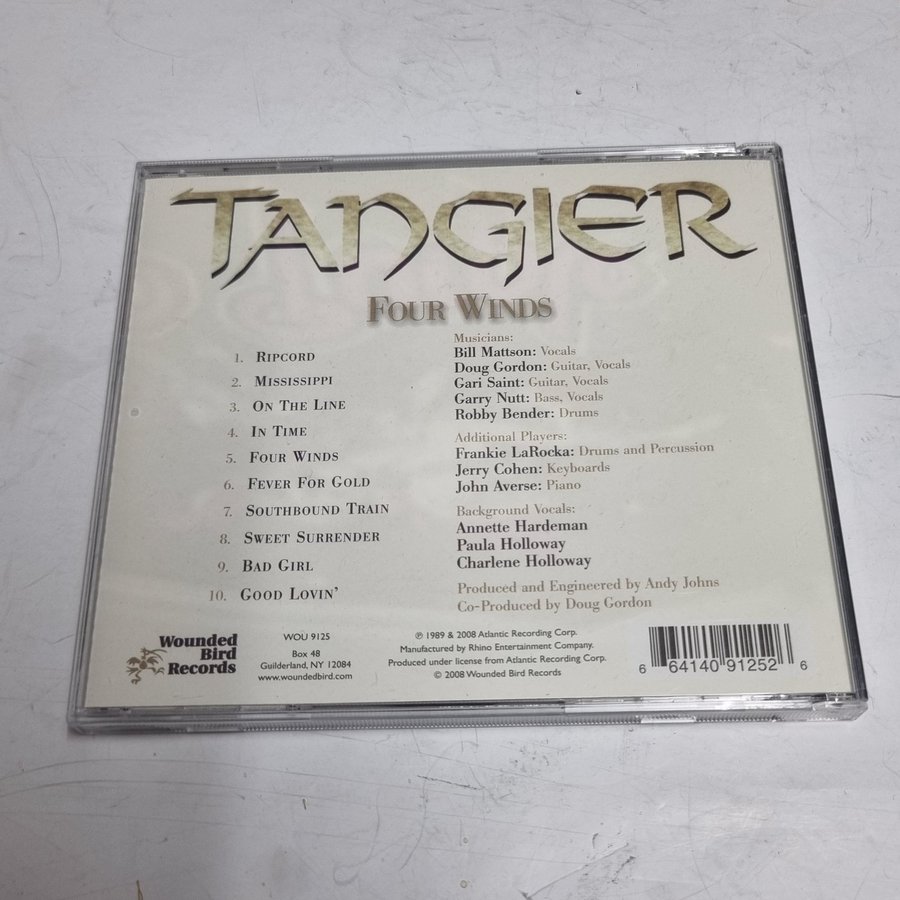 TANGIER
FOUR WINDS
1. RIPCORD
2. MISSISSIPPI
3. ON THE LINE
4. IN TIME
5. FOUR WINDS
6. FEVER FOR GOLD
7. SOUTHBOUND TRAIN
8. SWEET SURRENDER
9. BAD GIRL
10. GOOD LOVIN'
Musicians:
Bill Mattson: Vocals
Doug Gordon: Guitar, Vocals
Gari Saint: Guitar, Vocals
Garry Nutt: Bass, Vocals
Robby Bender: Drums
Additional Players:
Frankie LaRocka: Drums and Percussion
Jerry Cohen: Keyboards
John Averse: Piano
Background Vocals:
Annette Hardeman
Paula Holloway
Charlene Holloway
Produced and Engineered by Andy Johns
Co-Produced by Doug Gordon
Wounded
Bird
Records
WOU 9125
Box 48
Guilderland, NY 12084
www.woundedbird.com
℗ 1989 & 2008 Atlantic Recording Corp.
Manufactured by Rhino Entertainment Company.
Produced under license from Atlantic Recording Corp.
© 2008 Wounded Bird Records
6 64140 91252 6